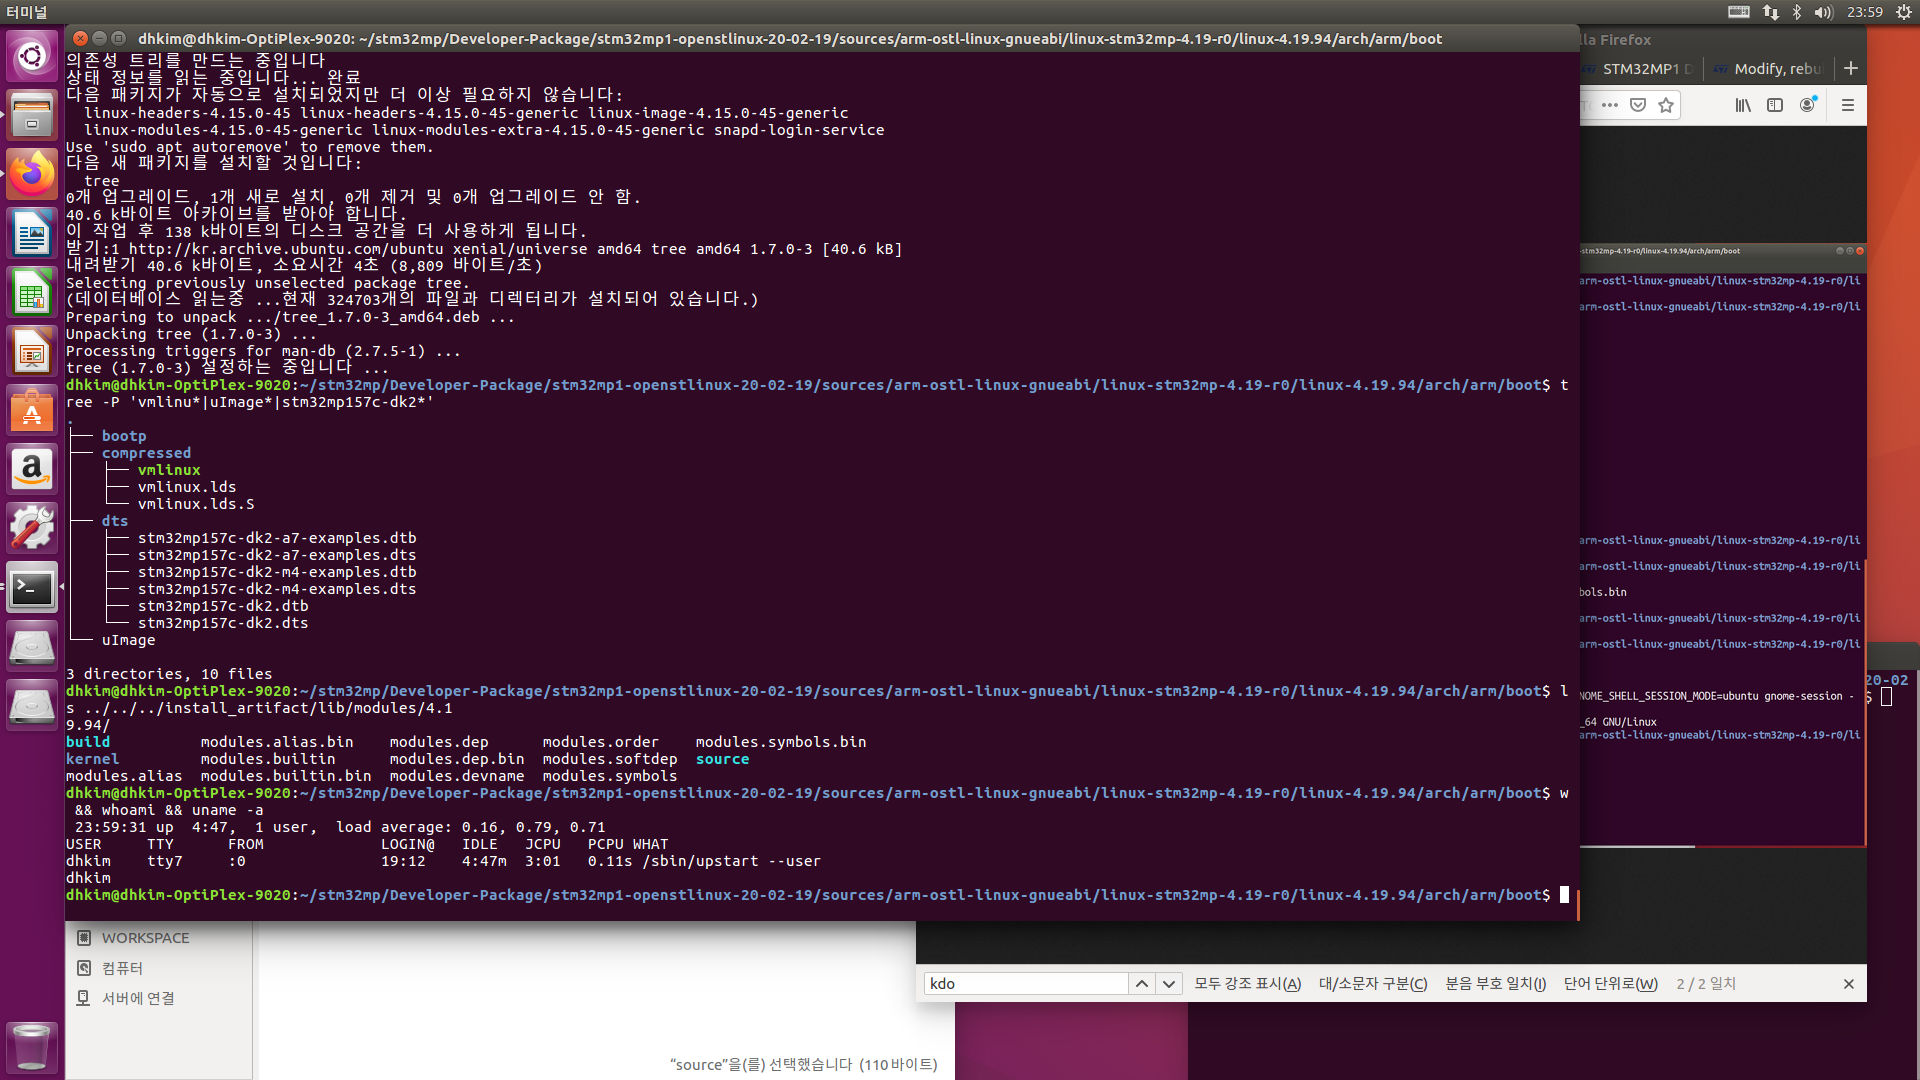 터미널
23:59
dhkim@dhkim-OptiPlex-9020: ~/stm32mp/Developer-Package/stm32mp1-openstlinux-20-02-19/sources/arm-ostl-linux-gnueabi/linux-stm32mp-4.19-r0/linux-4.19.94/arch/arm/boot
의존성 트리를 만드는 중입니다
상태 정보를 읽는 중입니다... 완료
다음 패키지가 자동으로 설치되었지만 더 이상 필요하지 않습니다:
linux-headers-4.15.0-45 linux-headers-4.15.0-45-generic linux-image-4.15.0-45-generic
linux-modules-4.15.0-45-generic linux-modules-extra-4.15.0-45-generic snapd-login-service
Use 'sudo apt autoremove' to remove them.
다음 새 패키지를 설치할 것입니다:
tree
0개 업그레이드, 1개 새로 설치, 0개 제거 및 0개 업그레이드 안 함.
40.6 k바이트 아카이브를 받아야 합니다.
이 작업 후 138 k바이트의 디스크 공간을 더 사용하게 됩니다.
받기:1 http://kr.archive.ubuntu.com/ubuntu xenial/universe amd64 tree amd64 1.7.0-3 [40.6 kB]
내려받기 40.6 k바이트, 소요시간 4초 (8,809 바이트/초)
Selecting previously unselected package tree.
(데이터베이스 읽는중 ...현재 324703개의 파일과 디렉터리가 설치되어 있습니다.)
Preparing to unpack .../tree_1.7.0-3_amd64.deb ...
Unpacking tree (1.7.0-3) ...
Processing triggers for man-db (2.7.5-1) ...
tree (1.7.0-3) 설정하는 중입니다 ...
dhkim@dhkim-OptiPlex-9020:~/stm32mp/Developer-Package/stm32mp1-openstlinux-20-02-19/sources/arm-ostl-linux-gnueabi/linux-stm32mp-4.19-r0/linux-4.19.94/arch/arm/boot$ t
ree -P 'vmlinu*|uImage*|stm32mp157c-dk2*'
.
├── bootp
├── compressed
│   ├── vmlinux
│   ├── vmlinux.lds
│   └── vmlinux.lds.S
├── dts
│   ├── stm32mp157c-dk2-a7-examples.dtb
│   ├── stm32mp157c-dk2-a7-examples.dts
│   ├── stm32mp157c-dk2-m4-examples.dtb
│   ├── stm32mp157c-dk2-m4-examples.dts
│   ├── stm32mp157c-dk2.dtb
│   └── stm32mp157c-dk2.dts
└── uImage
3 directories, 10 files
dhkim@dhkim-OptiPlex-9020:~/stm32mp/Developer-Package/stm32mp1-openstlinux-20-02-19/sources/arm-ostl-linux-gnueabi/linux-stm32mp-4.19-r0/linux-4.19.94/arch/arm/boot$ l
s ../../../install_artifact/lib/modules/4.1
9.94/
build modules.alias.bin modules.dep modules.order modules.symbols.bin
kernel modules.builtin modules.dep.bin modules.softdep source
modules.alias modules.builtin.bin modules.devname modules.symbols
dhkim@dhkim-OptiPlex-9020:~/stm32mp/Developer-Package/stm32mp1-openstlinux-20-02-19/sources/arm-ostl-linux-gnueabi/linux-stm32mp-4.19-r0/linux-4.19.94/arch/arm/boot$ w
&& whoami && uname -a
23:59:31 up 4:47, 1 user, load average: 0.16, 0.79, 0.71
USER TTY FROM LOGIN@ IDLE JCPU PCPU WHAT
dhkim tty7 :0 19:12 4:47m 3:01 0.11s /sbin/upstart --user
dhkim
dhkim@dhkim-OptiPlex-9020:~/stm32mp/Developer-Package/stm32mp1-openstlinux-20-02-19/sources/arm-ostl-linux-gnueabi/linux-stm32mp-4.19-r0/linux-4.19.94/arch/arm/boot$
lla Firefox
STM32MP1 D
Modify, rebu
-stm32mp-4.19-r0/linux-4.19.94/arch/arm/boot
arm-ostl-linux-gnueabi/linux-stm32mp-4.19-r0/li
arm-ostl-linux-gnueabi/linux-stm32mp-4.19-r0/li
arm-ostl-linux-gnueabi/linux-stm32mp-4.19-r0/li
arm-ostl-linux-gnueabi/linux-stm32mp-4.19-r0/li
bols.bin
arm-ostl-linux-gnueabi/linux-stm32mp-4.19-r0/li
arm-ostl-linux-gnueabi/linux-stm32mp-4.19-r0/li
NOME_SHELL_SESSION_MODE=ubuntu gnome-session -
_64 GNU/Linux
arm-ostl-linux-gnueabi/linux-stm32mp-4.19-r0/li
20-02
$
WORKSPACE
컴퓨터
서버에 연결
"source"을(를) 선택했습니다 (110 바이트)
kdo
모두 강조 표시(A) 대/소문자 구분(C) 분음 부호 일치(I) 단어 단위로(W) 2 / 2 일치